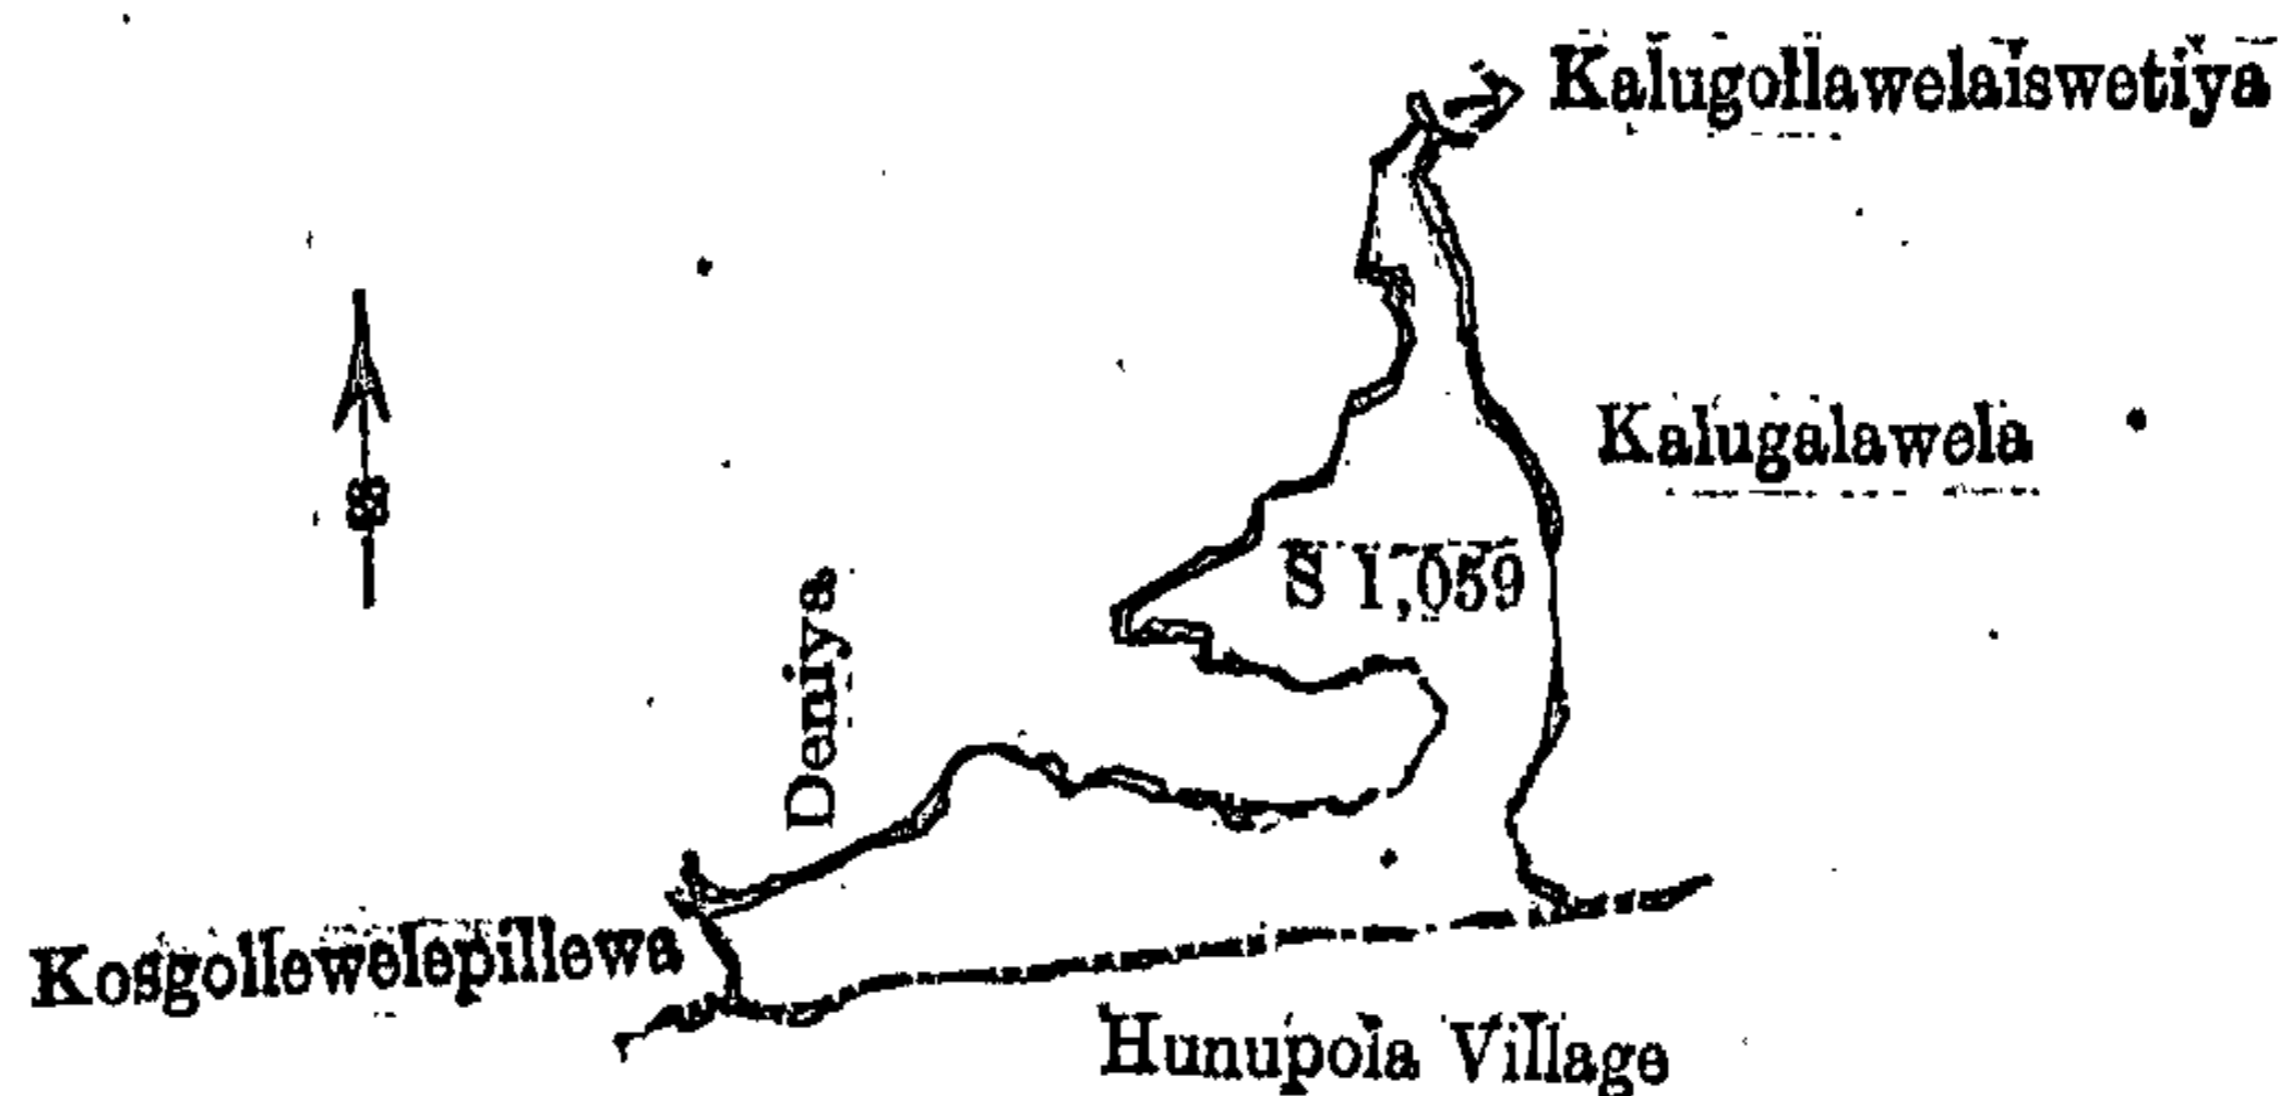 Kalugollawelaiswetiya
Kalugalawela
S 1,059
Deniya
Kosgollewelepillewa
Hunupola Village